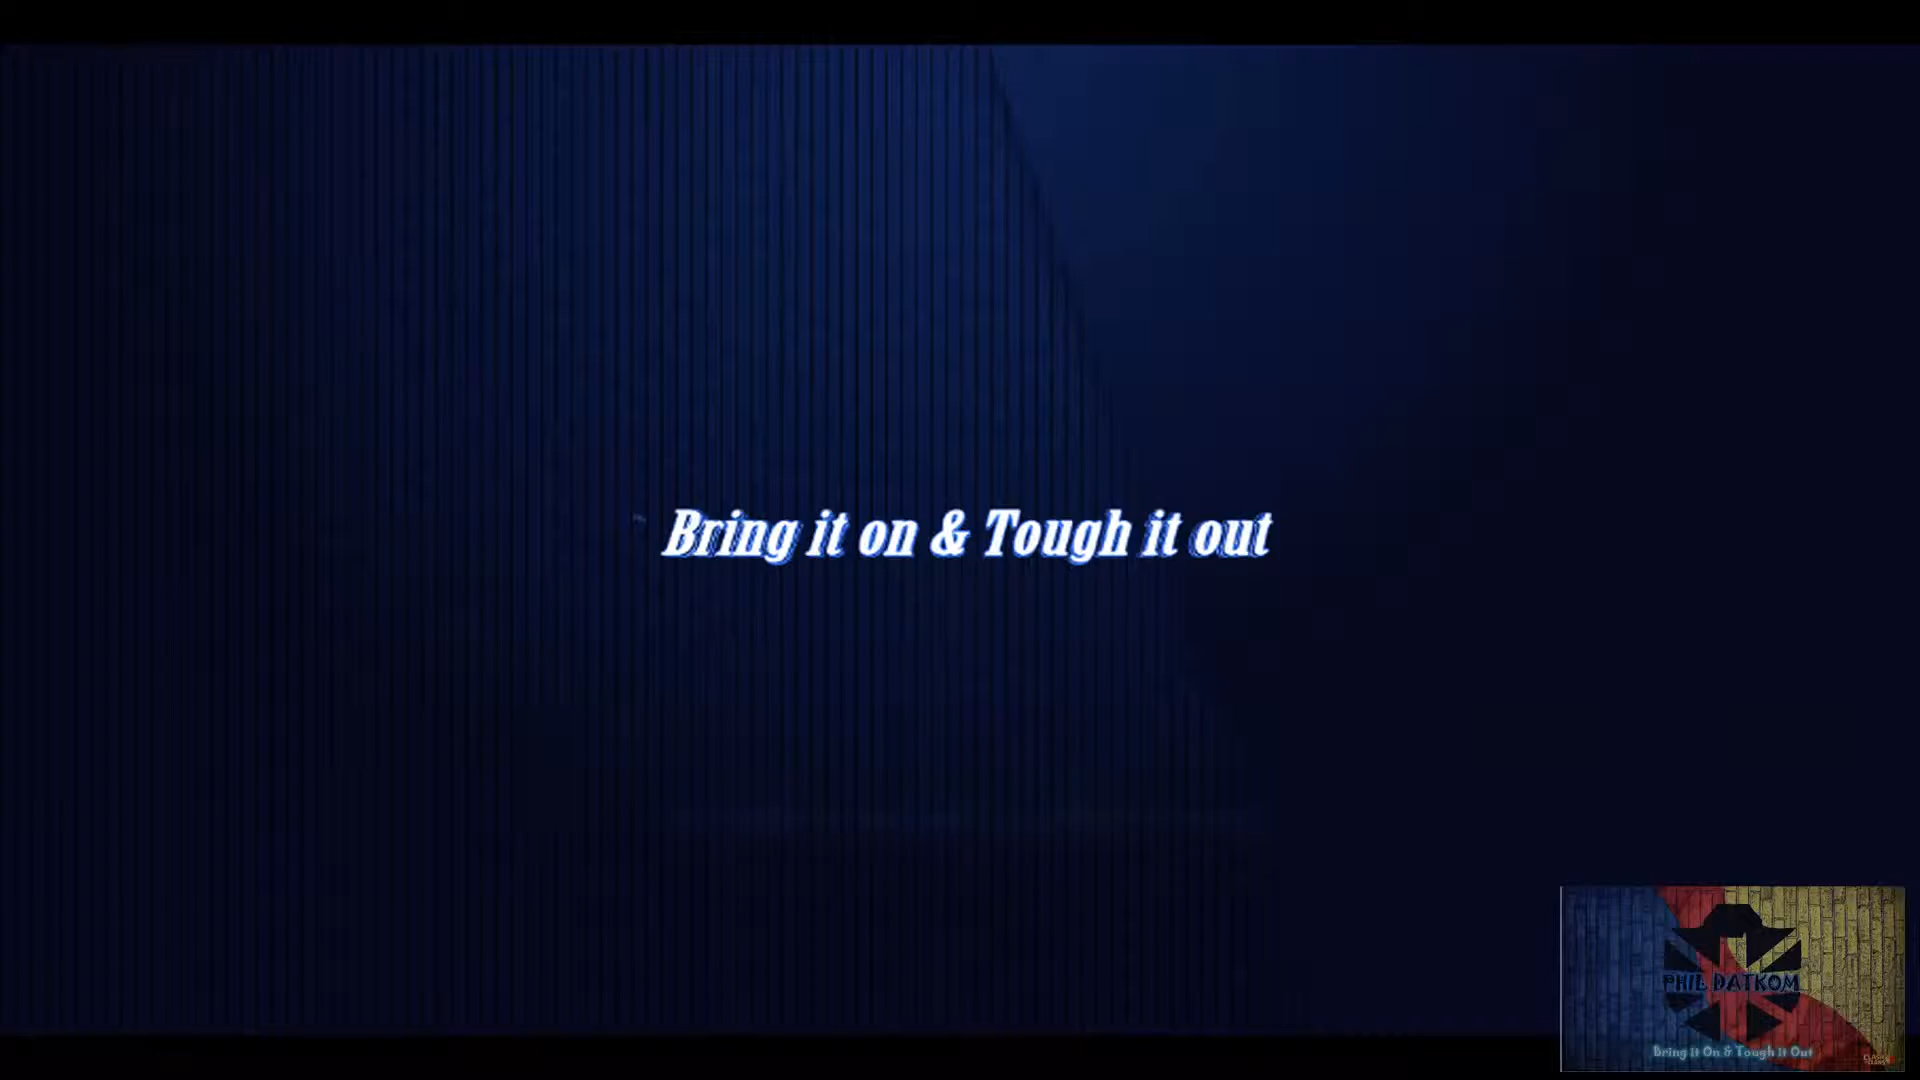 Bring it on & Tough it out
PHIL DATKOM
Bring It On & Tough It Out